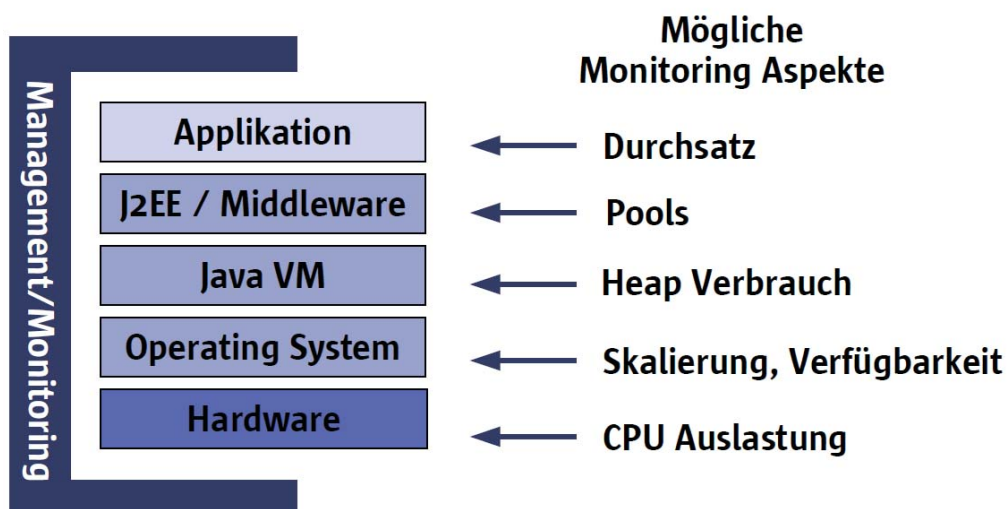 Mögliche
Monitoring Aspekte
Management/Monitoring
Applikation
Durchsatz
J2EE / Middleware
Pools
Java VM
Heap Verbrauch
Operating System
Skalierung, Verfügbarkeit
Hardware
CPU Auslastung